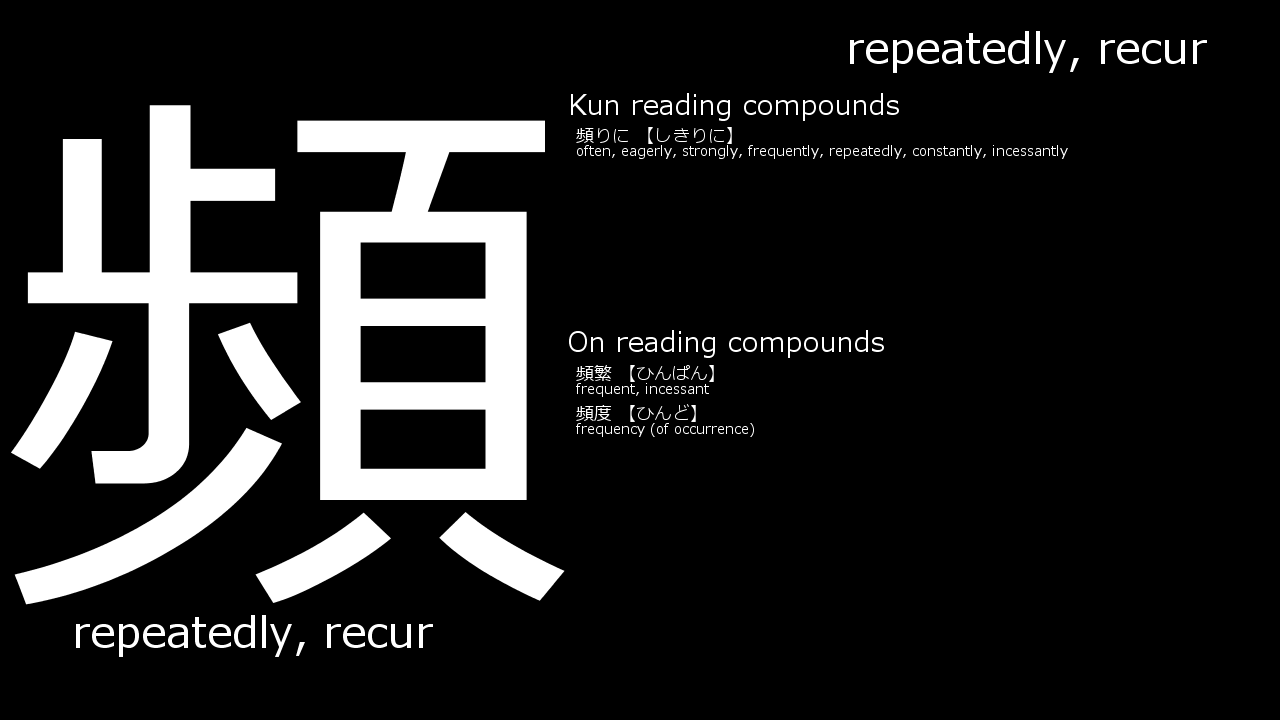 repeatedly, recur
頻
Kun reading compounds
頻りに 【しきりに】
often, eagerly, strongly, frequently, repeatedly, constantly, incessantly
On reading compounds
頻繁 【ひんぱん】
frequent, incessant
頻度 【ひんど】
frequency (of occurrence)
repeatedly, recur